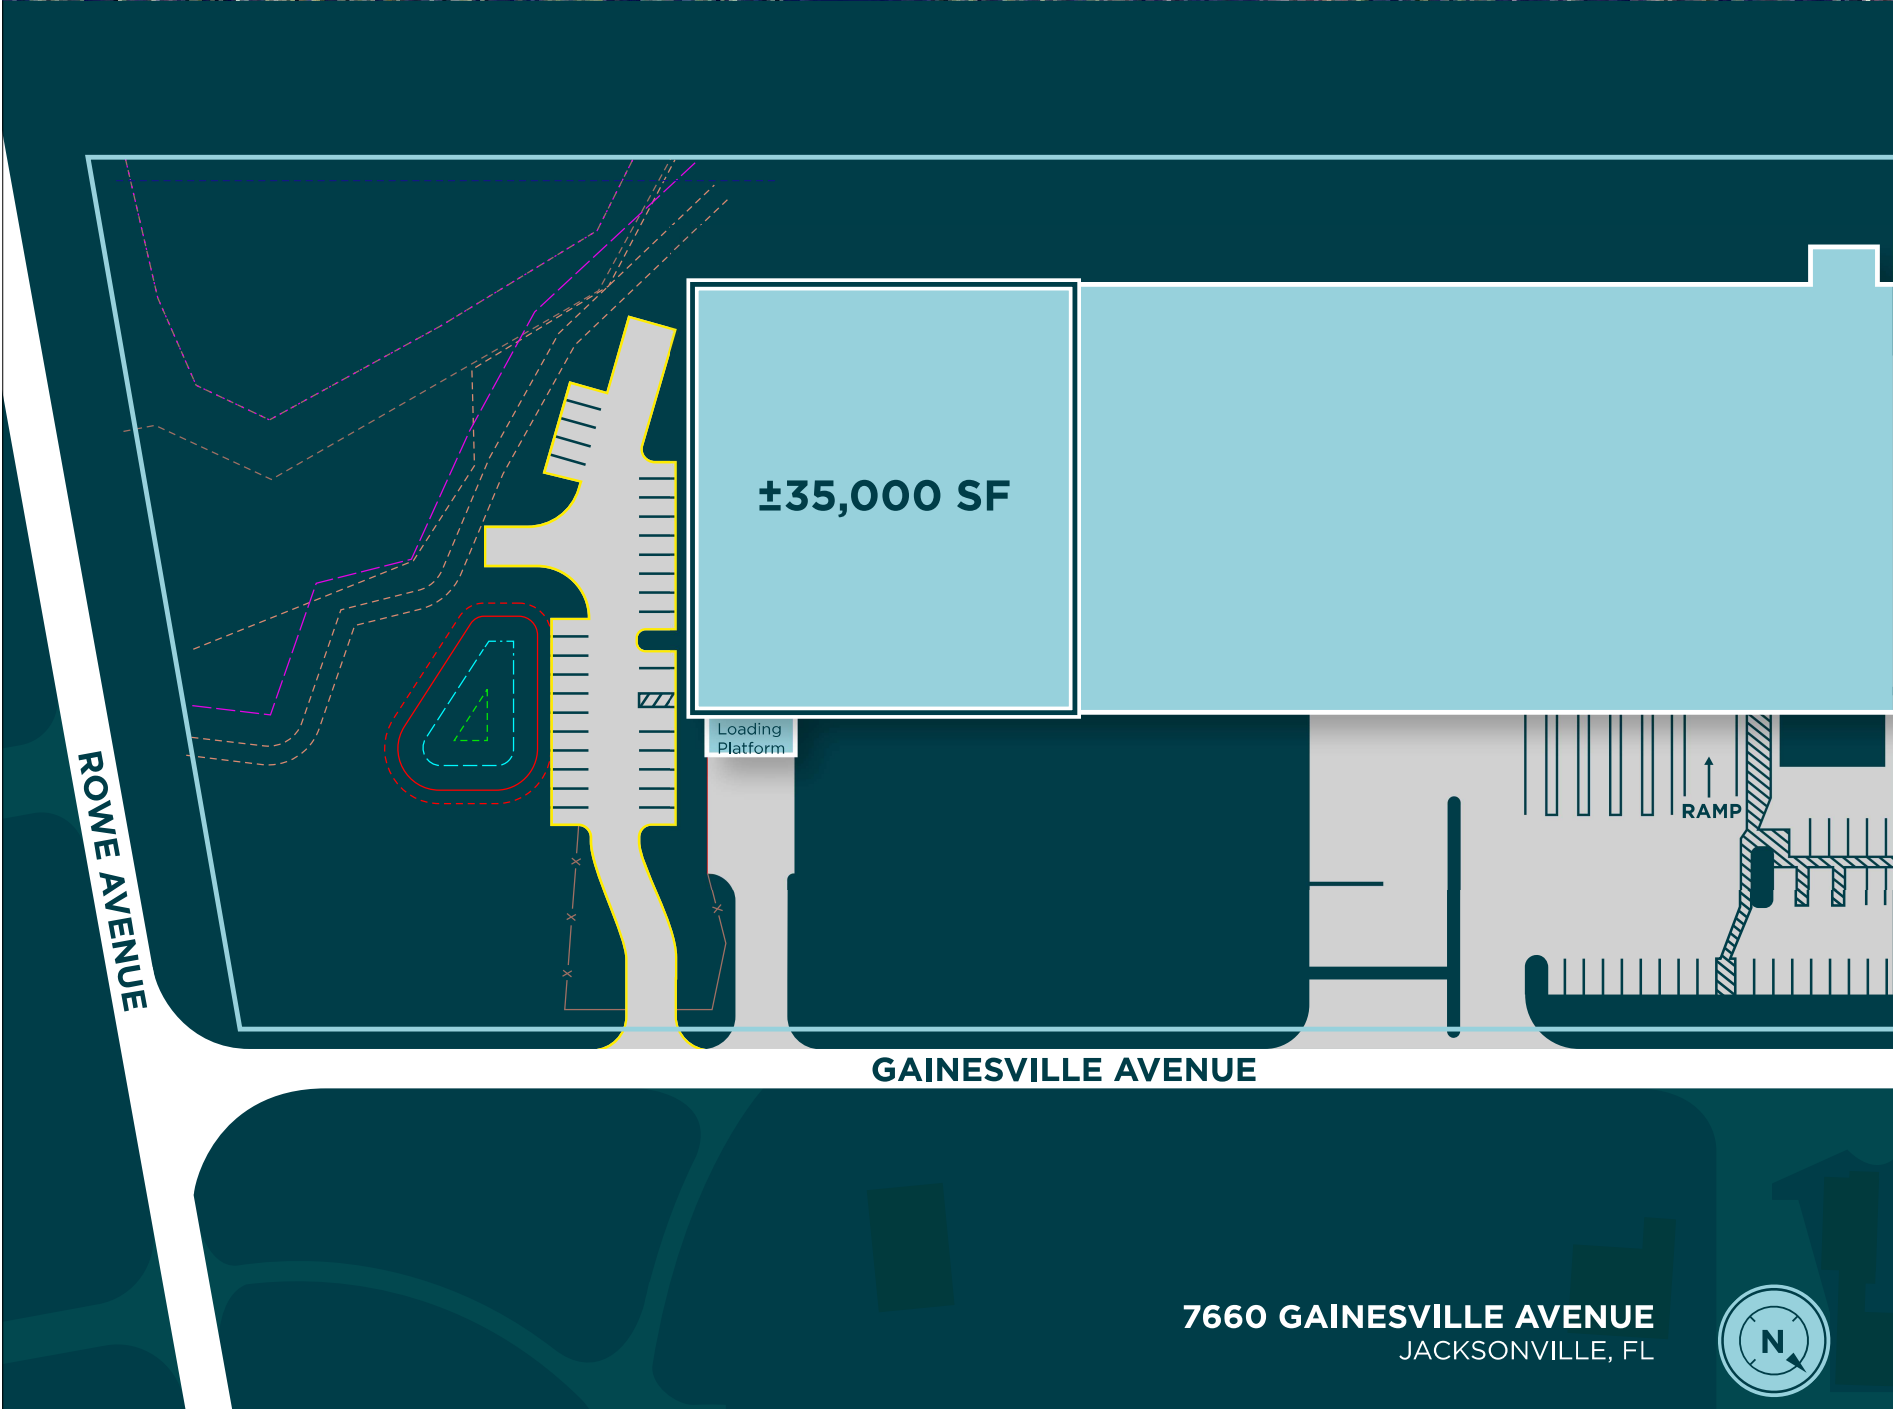 ±35,000 SF
Loading
Platform
RAMP
ROWE AVENUE
X
X
X
X
GAINESVILLE AVENUE
7660 GAINESVILLE AVENUE
JACKSONVILLE, FL
N